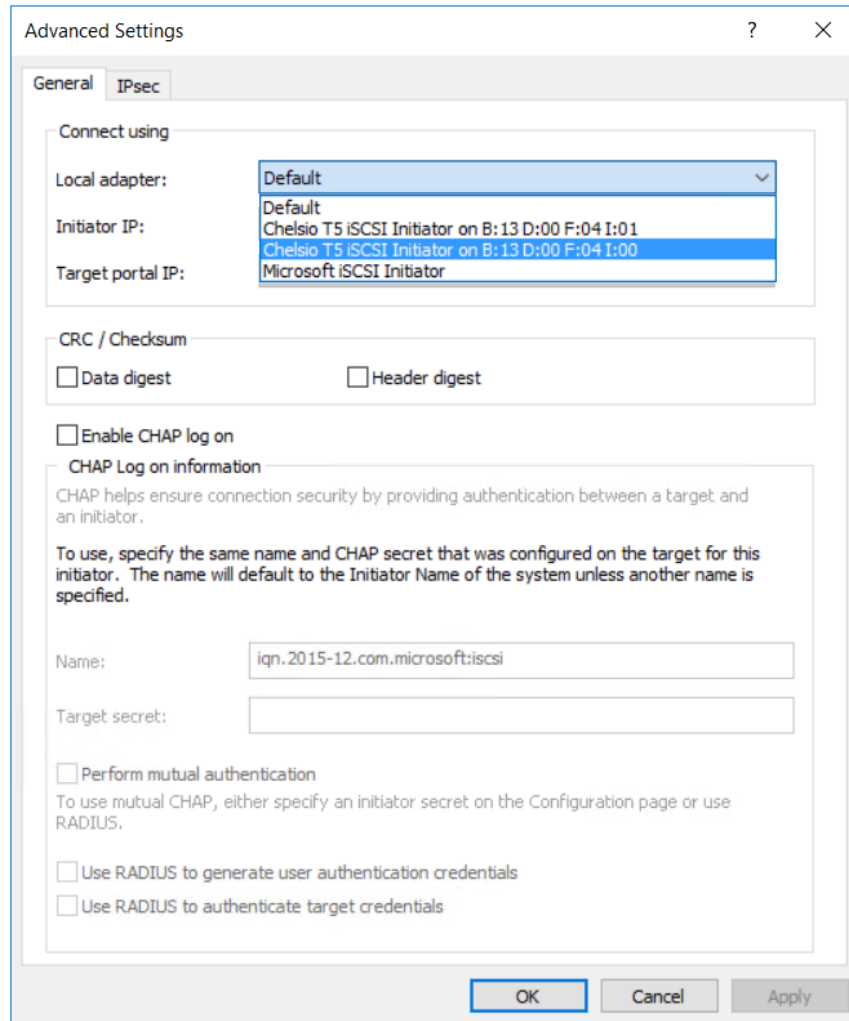 Advanced Settings
General
IPsec
Connect using
Local adapter:
Default
Default
Initiator IP:
Chelsio T5 iSCSI Initiator on B:13 D:00 F:04 I:01
Chelsio T5 iSCSI Initiator on B:13 D:00 F:04 I:00
Target portal IP:
Microsoft iSCSI Initiator
CRC / Checksum
Data digest
Header digest
Enable CHAP log on
CHAP Log on information
CHAP helps ensure connection security by providing authentication between a target and
an initiator.
To use, specify the same name and CHAP secret that was configured on the target for this
initiator. The name will default to the Initiator Name of the system unless another name is
specified.
Name:
iqn.2015-12.com.microsoft:iscsi
Target secret:
Perform mutual authentication
To use mutual CHAP, either specify an initiator secret on the Configuration page or use
RADIUS.
Use RADIUS to generate user authentication credentials
Use RADIUS to authenticate target credentials
OK
Cancel
Apply